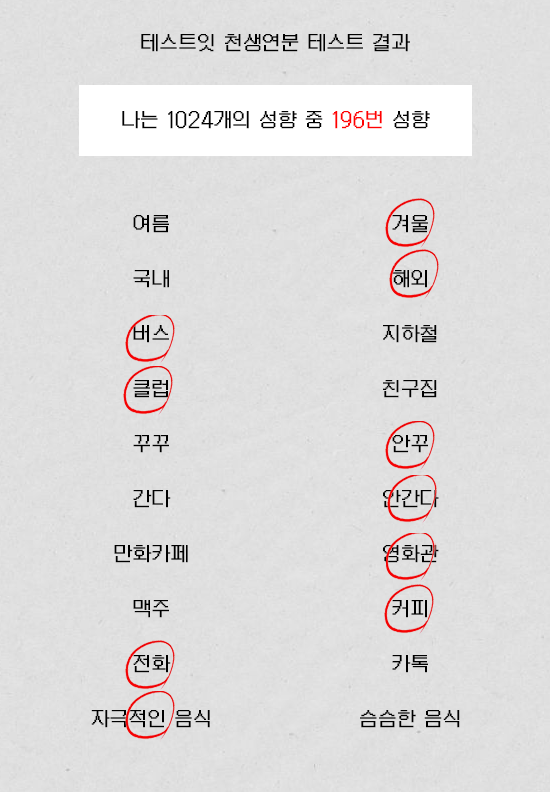 테스트잇 천생연분 테스트 결과
나는 1024개의 성향 중 196번 성향
여름 겨울
국내 해외
버스 지하철
클럽 친구집
꾸꾸 안꾸
간다 안간다
만화카페 영화관
맥주 커피
전화 카톡
자극적인 음식 슴슴한 음식